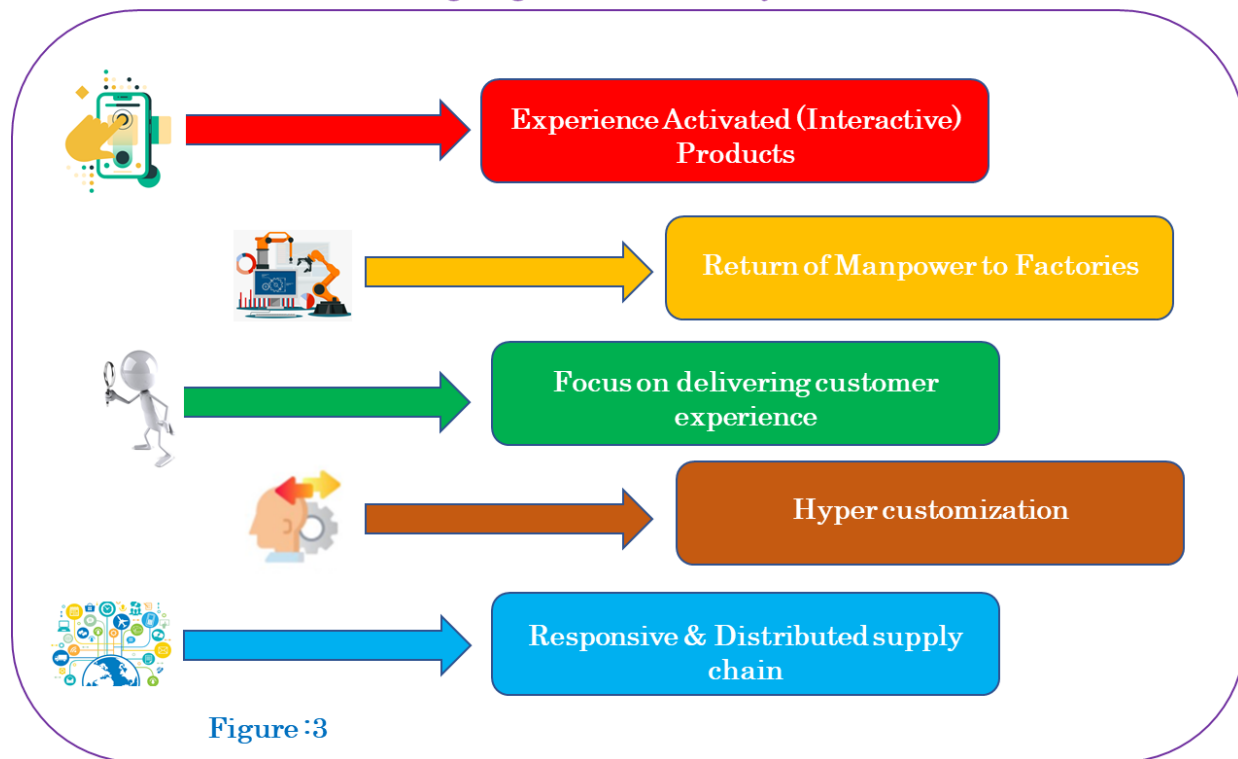 Experience Activated (Interactive)
Products
Return of Manpower to Factories
Focus on delivering customer
experience
Hyper customization
Responsive & Distributed supply
chain
Figure :3